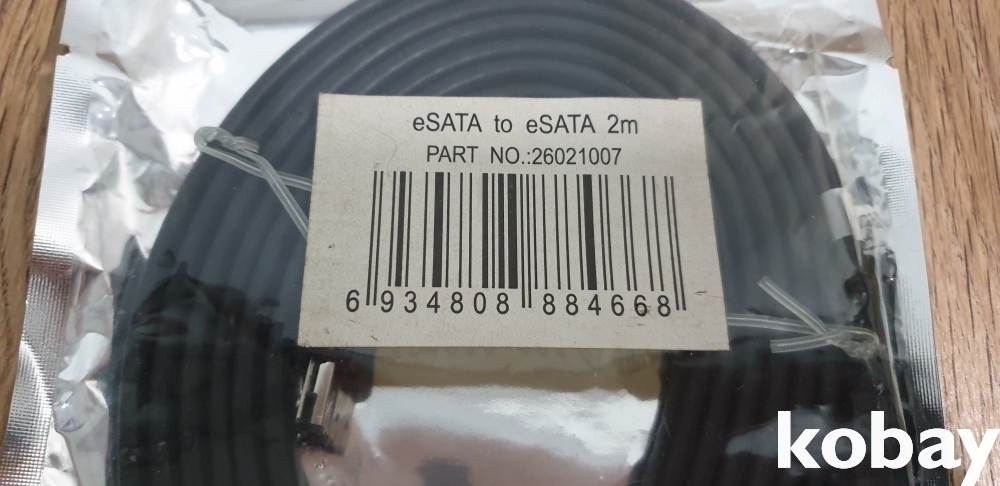 eSATA to eSATA 2m
PART NO.:26021007
6 934808 884668
kobay